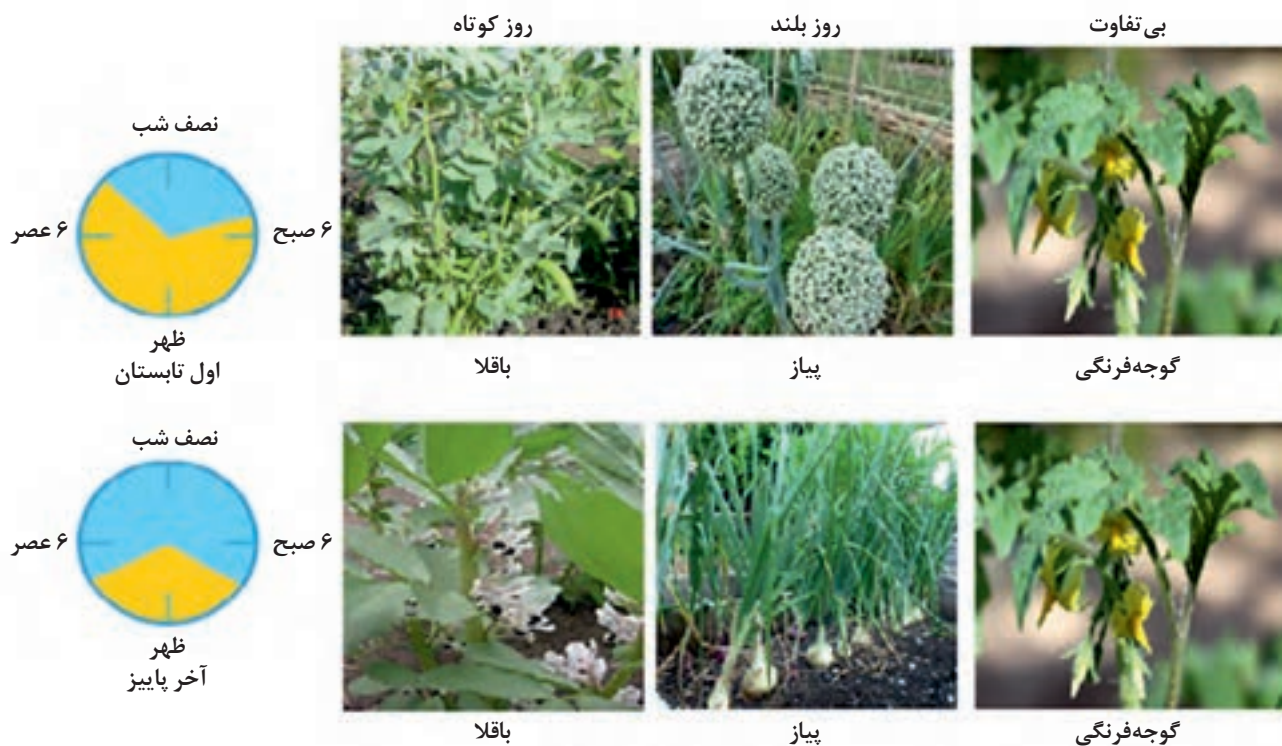 بی‌تفاوت
روز بلند
روز کوتاه
نصف شب
۶ صبح
۶ عصر
ظهر
اول تابستان
گوجه‌فرنگی
پیاز
باقلا
نصف شب
۶ صبح
۶ عصر
ظهر
آخر پاییز
گوجه‌فرنگی
پیاز
باقلا